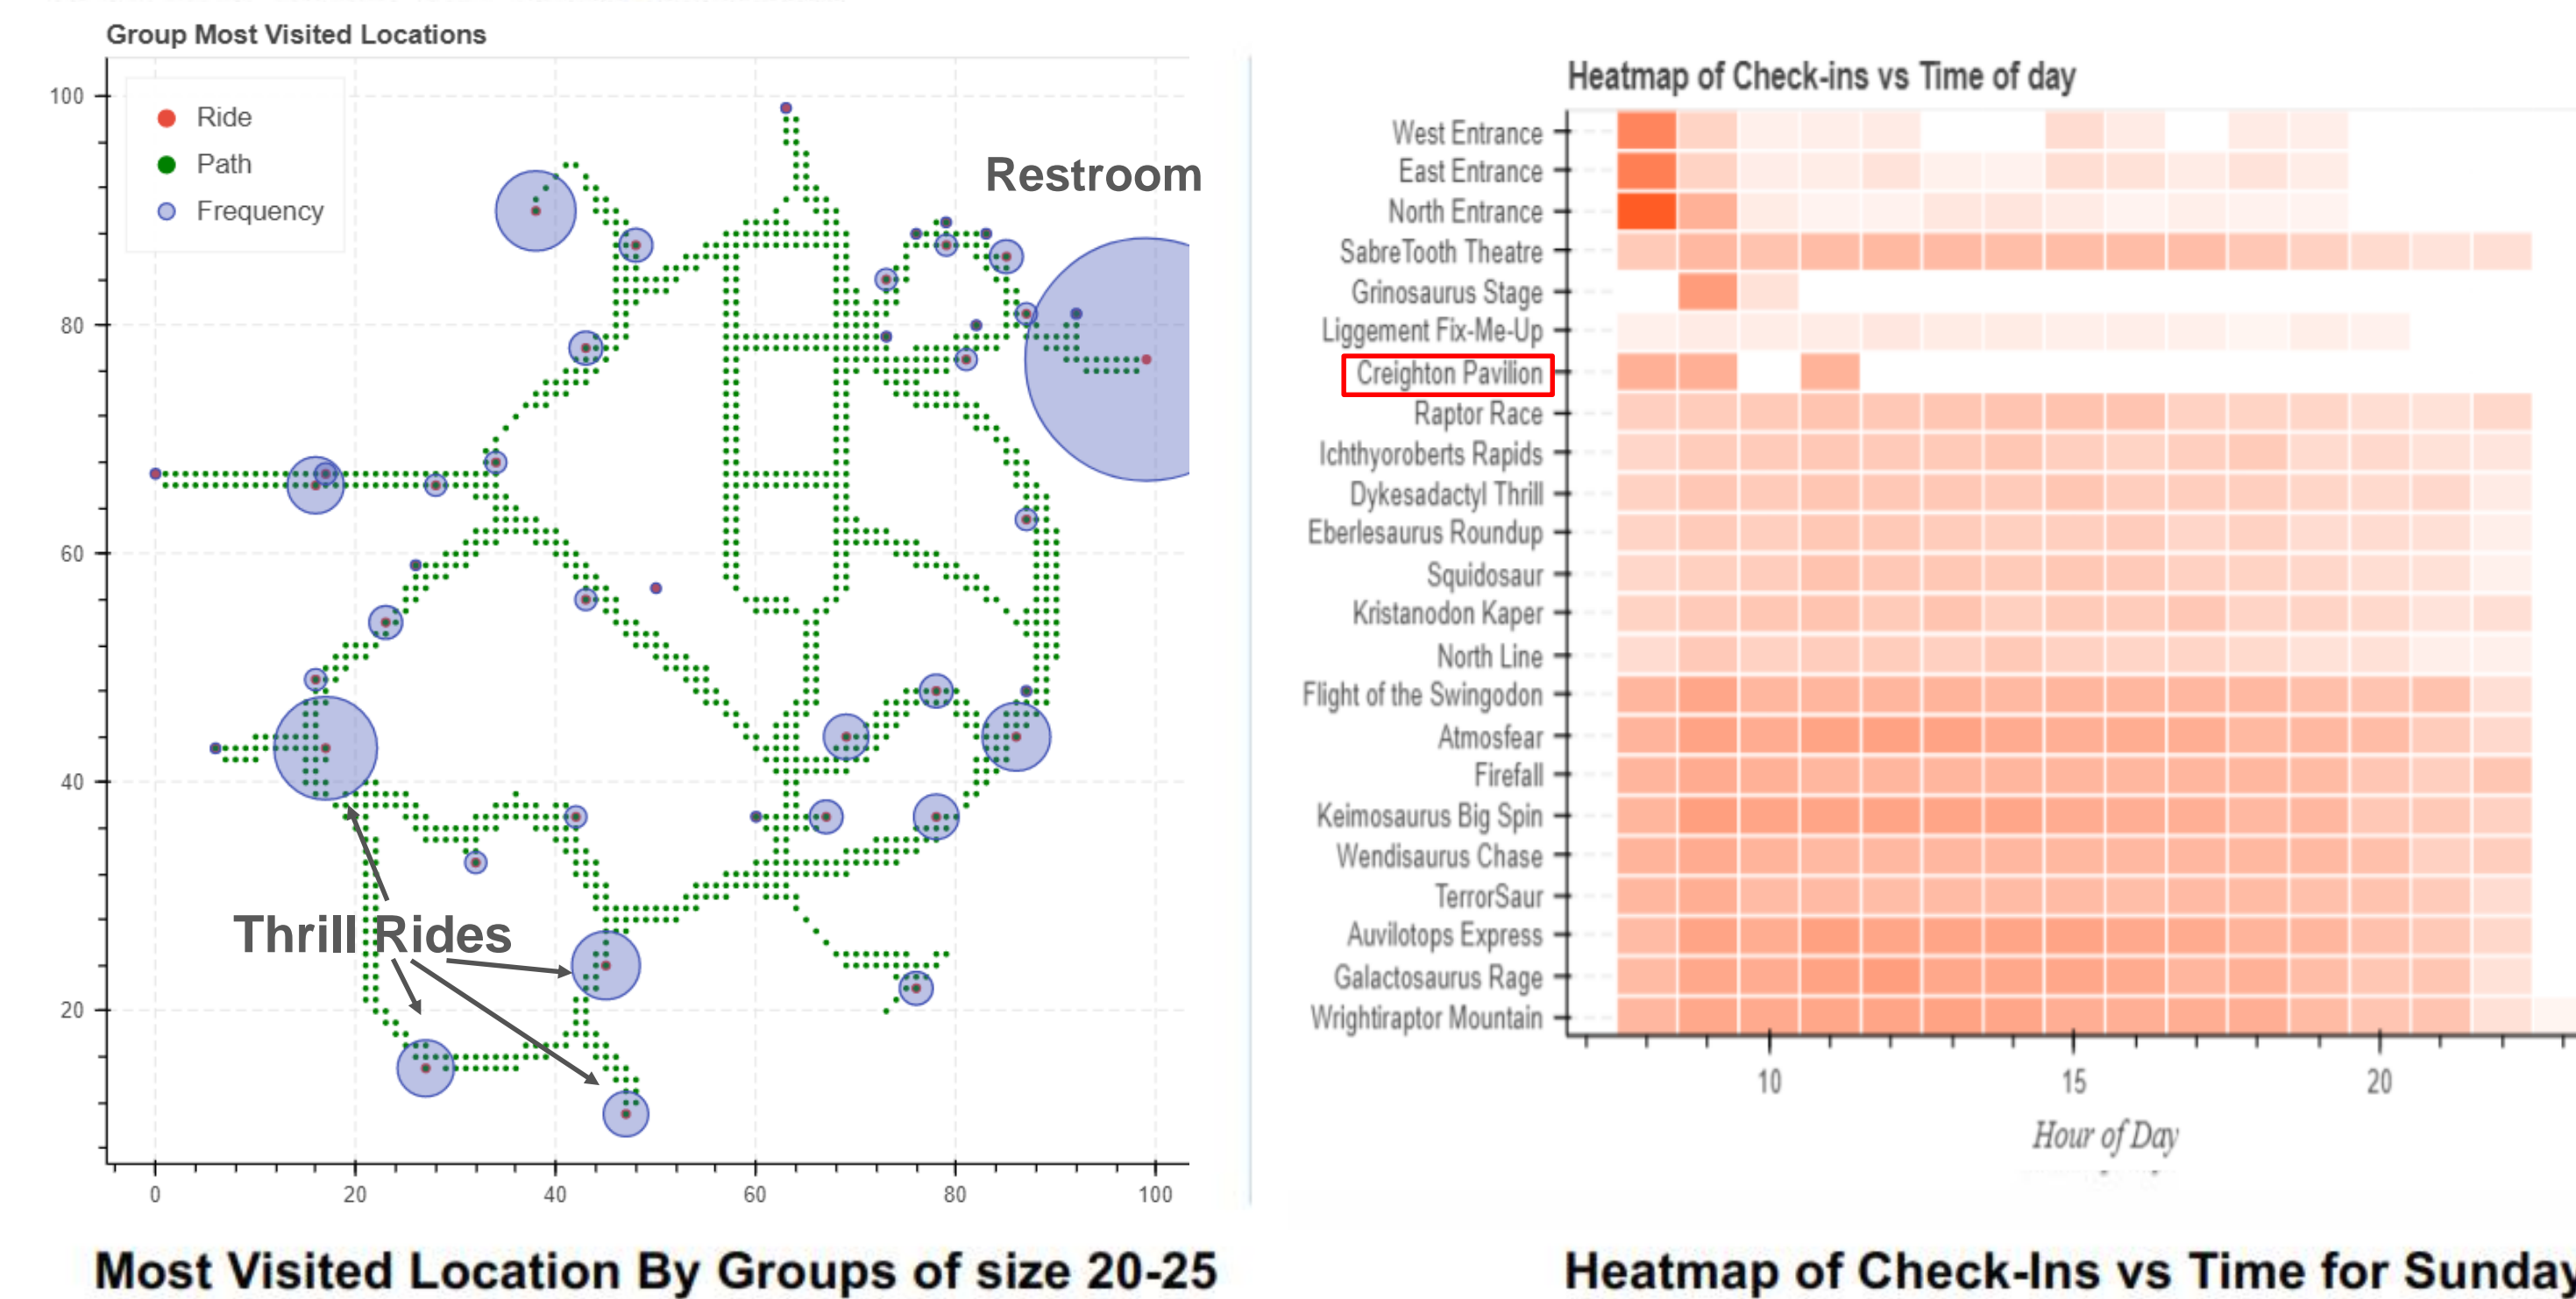 Group Most Visited Locations
Ride
Path
Frequency
100
80
60
40
20
0
20
40
60
80
100
Restroom
Thrill Rides
Most Visited Location By Groups of size 20-25
Heatmap of Check-ins vs Time of day
West Entrance
East Entrance
North Entrance
SabreTooth Theatre
Grinosaurus Stage
Liggement Fix-Me-Up
Creighton Pavilion
Raptor Race
Ichthyoroberts Rapids
Dykesadactyl Thrill
Eberlesaurus Roundup
Squidosaur
Kristanodon Kaper
North Line
Flight of the Swingodon
Atmosfear
Firefall
Keimosaurus Big Spin
Wendisaurus Chase
TerrorSaur
Auvilotops Express
Galactosaurus Rage
Wrightiraptor Mountain
10
15
20
Hour of Day
Heatmap of Check-Ins vs Time for Sunday